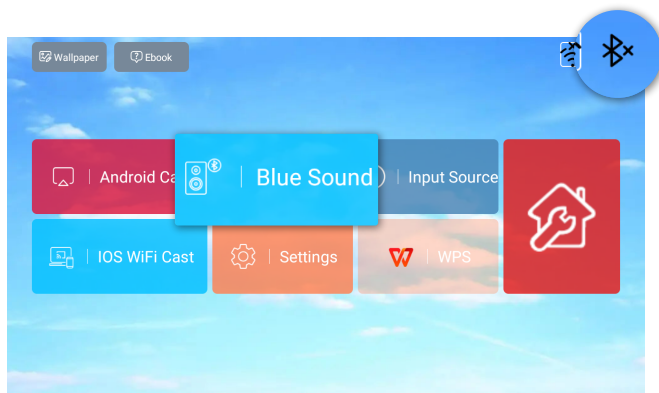 Wallpaper
Ebook
Android Ca
Blue Sound
Input Source
IOS WiFi Cast
Settings
WPS